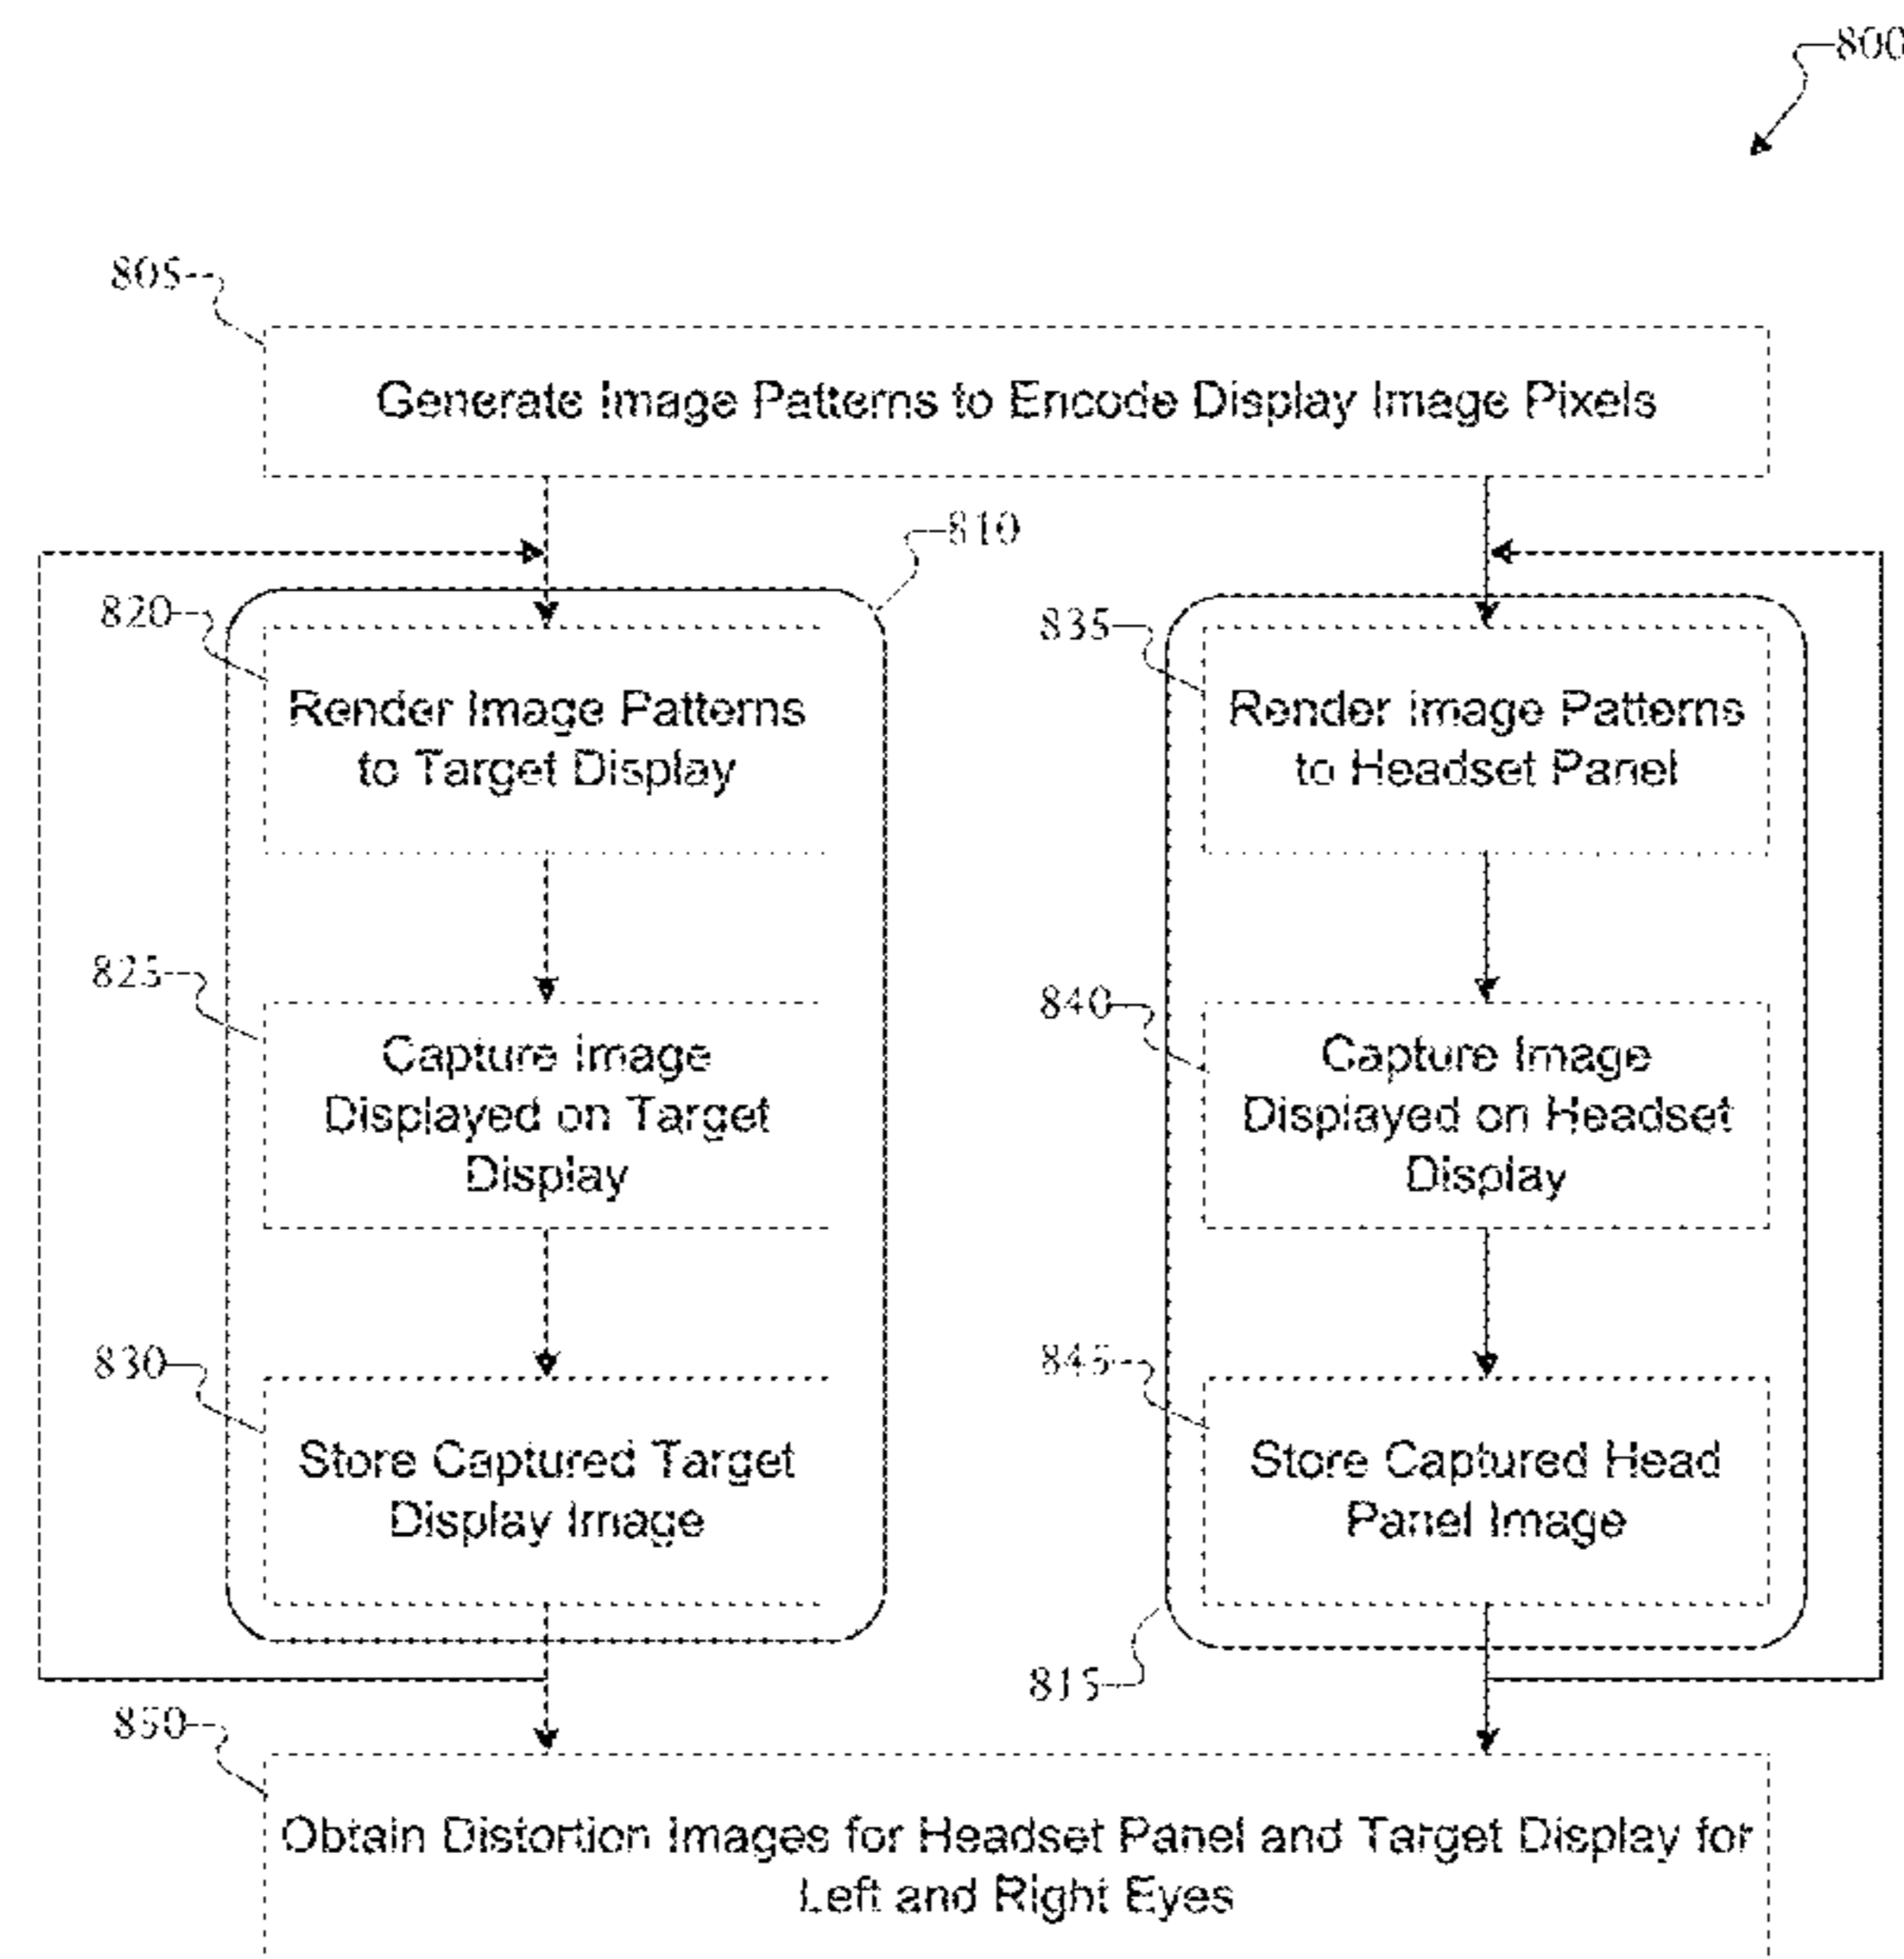 800
805
Generate Image Patterns to Encode Display Image Pixels
810
820
Render Image Patterns
to Target Display
835
Render Image Patterns
to Headset Panel
825
Capture Image
Displayed on Target
Display
840
Capture Image
Displayed on Headset
Display
830
Store Captured Target
Display Image
845
Store Captured Head
Panel Image
815
850
Obtain Distortion Images for Headset Panel and Target Display for
Left and Right Eyes